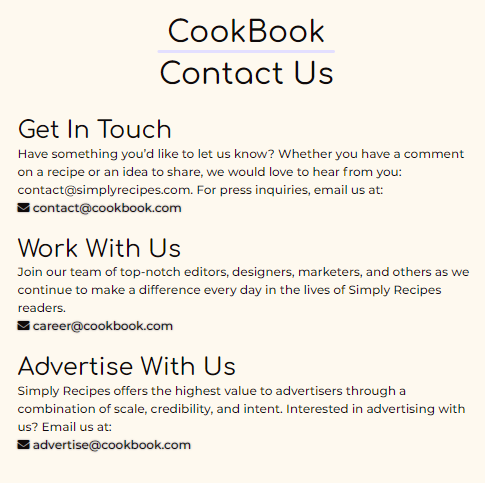 CookBook
Contact Us
Get In Touch
Have something you'd like to let us know? Whether you have a comment
on a recipe or an idea to share, we would love to hear from you:
contact@simplyrecipes.com. For press inquiries, email us at:
contact@cookbook.com
Work With Us
Join our team of top-notch editors, designers, marketers, and others as we
continue to make a difference every day in the lives of Simply Recipes
readers.
career@cookbook.com
Advertise With Us
Simply Recipes offers the highest value to advertisers through a
combination of scale, credibility, and intent. Interested in advertising with
us? Email us at:
advertise@cookbook.com